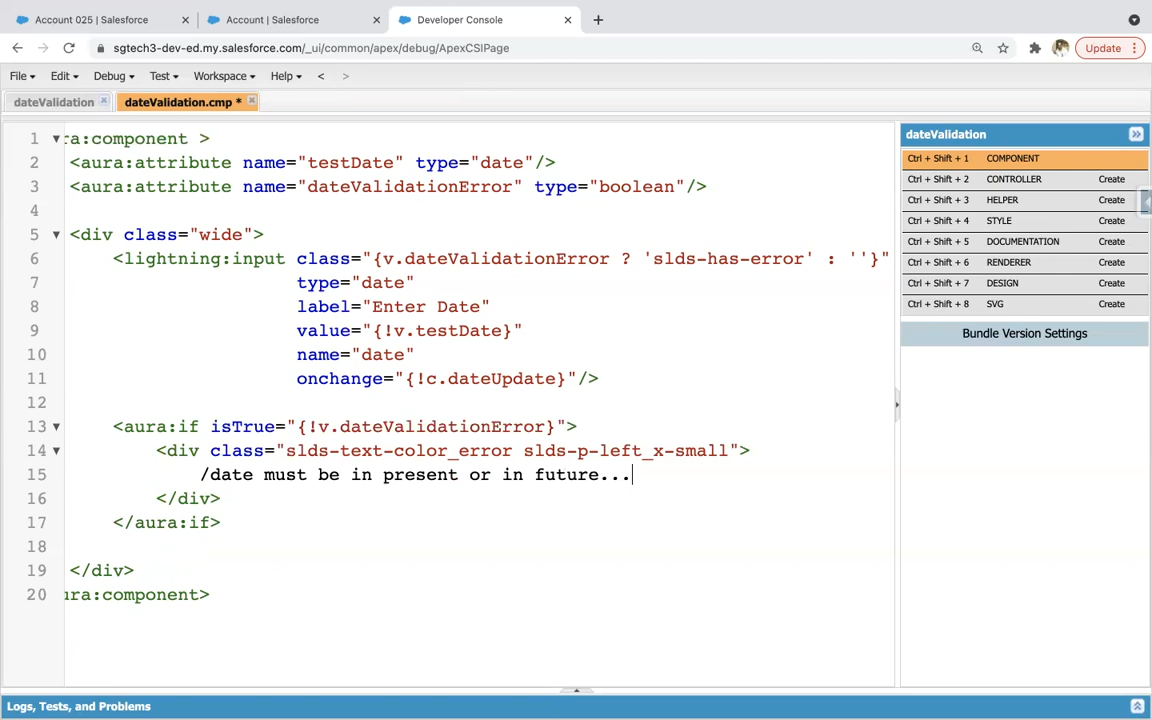 Account 025 | Salesforce
Account | Salesforce
Developer Console
sgtech3-dev-ed.my.salesforce.com/_ui/common/apex/debug/ApexCSIPage
Update
File Edit Debug Test Workspace Help < >
dateValidation
dateValidation.cmp *
1 ra:component >
2 <aura:attribute name="testDate" type="date"/>
3 <aura:attribute name="dateValidationError" type="boolean"/>
4
5 <div class="wide">
6 <lightning:input class="{v.dateValidationError ? 'slds-has-error' : ''}"
7 type="date"
8 label="Enter Date"
9 value="{!v.testDate}"
10 name="date"
11 onchange="{!c.dateUpdate}"/>
12
13 <aura:if isTrue="{!v.dateValidationError}">
14 <div class="slds-text-color_error slds-p-left_x-small">
15 /date must be in present or in future...
16 </div>
17 </aura:if>
18
19 </div>
20 ura:component>
dateValidation
Ctrl + Shift + 1 COMPONENT
Ctrl + Shift + 2 CONTROLLER Create
Ctrl + Shift + 3 HELPER Create
Ctrl + Shift + 4 STYLE Create
Ctrl + Shift + 5 DOCUMENTATION Create
Ctrl + Shift + 6 RENDERER Create
Ctrl + Shift + 7 DESIGN Create
Ctrl + Shift + 8 SVG Create
Bundle Version Settings
Logs, Tests, and Problems